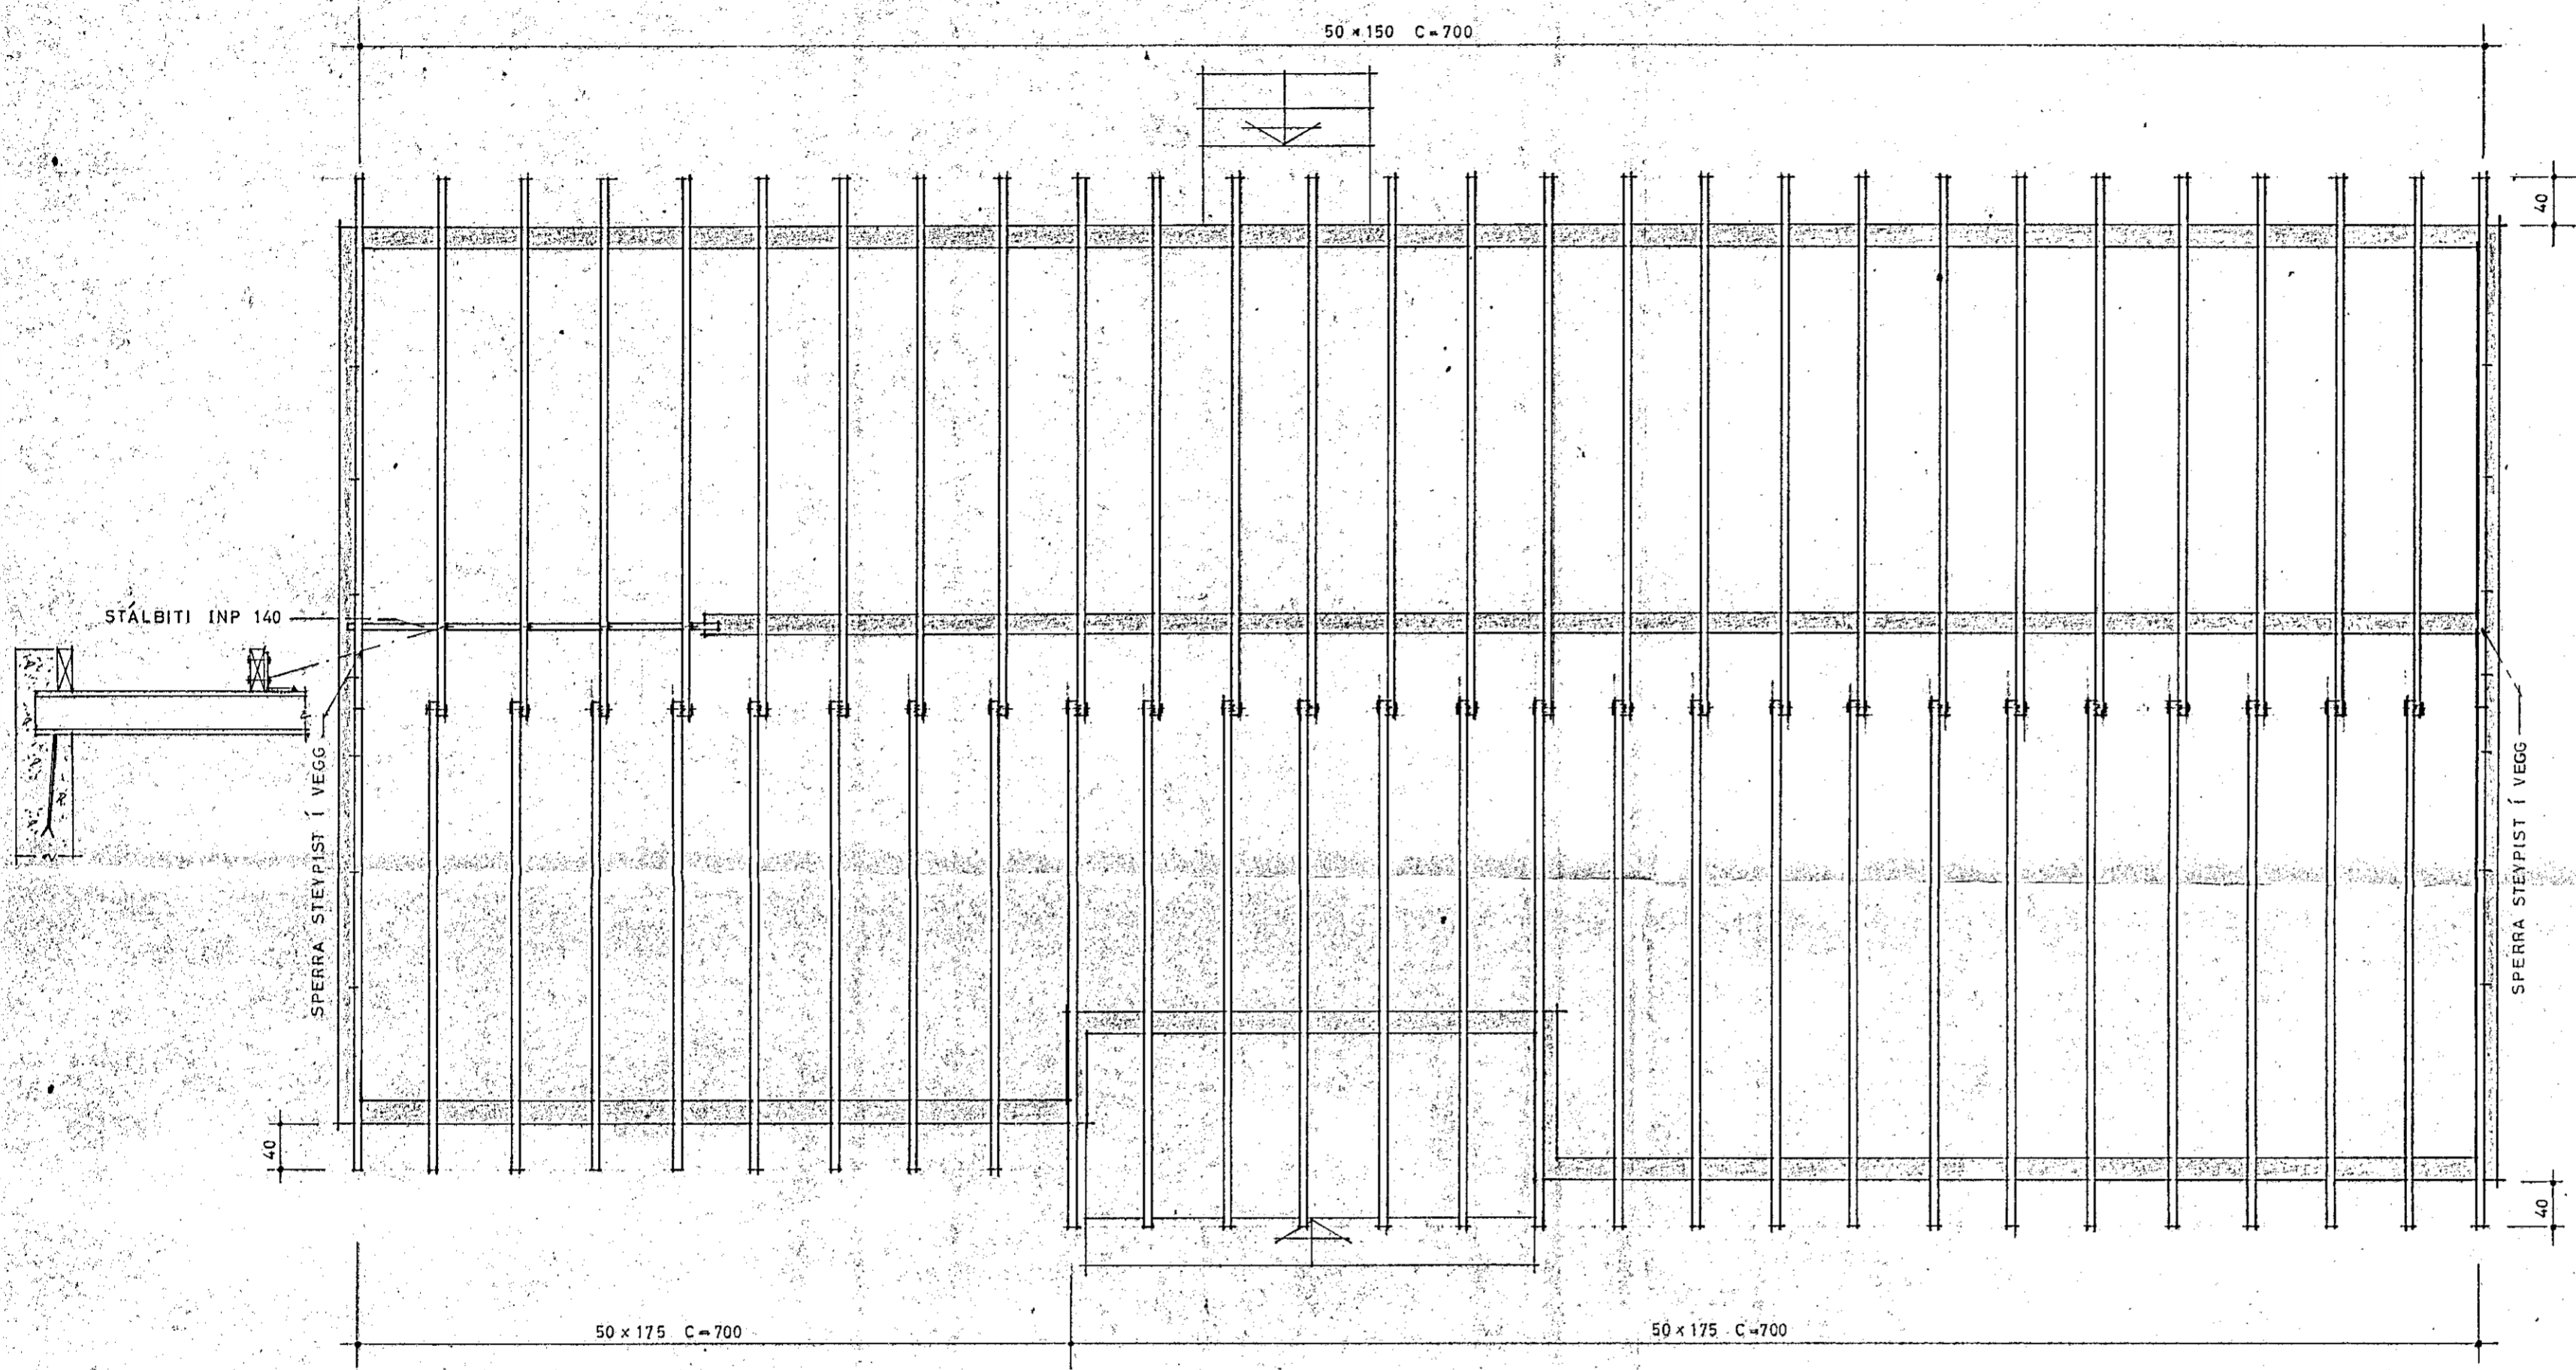 50 × 150 C=700
40
STÁLBITI INP 140
SPERRA STEYPIST Í VEGG
SPERRA STEYPIST Í VEGG
40
40
50 × 175 C=700
50 × 175 C=700